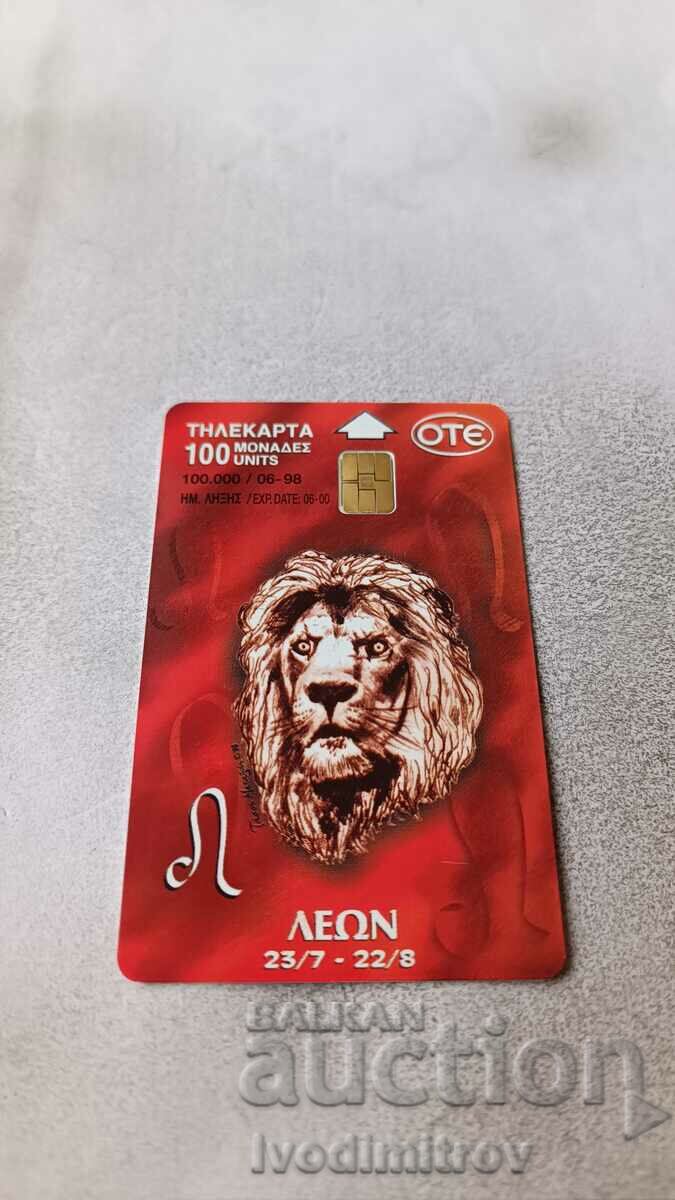 ΤΗΛΕΚΑΡΤΑ
100 ΜΟΝΑΔΕΣ
UNITS
100.000 / 06-98
ΗΜ. ΛΗΞΗΣ / EXP. DATE: 06-00
OTE
ΛΕΩΝ
23/7 - 22/8
BALKAN
auction
Ivodimitrov